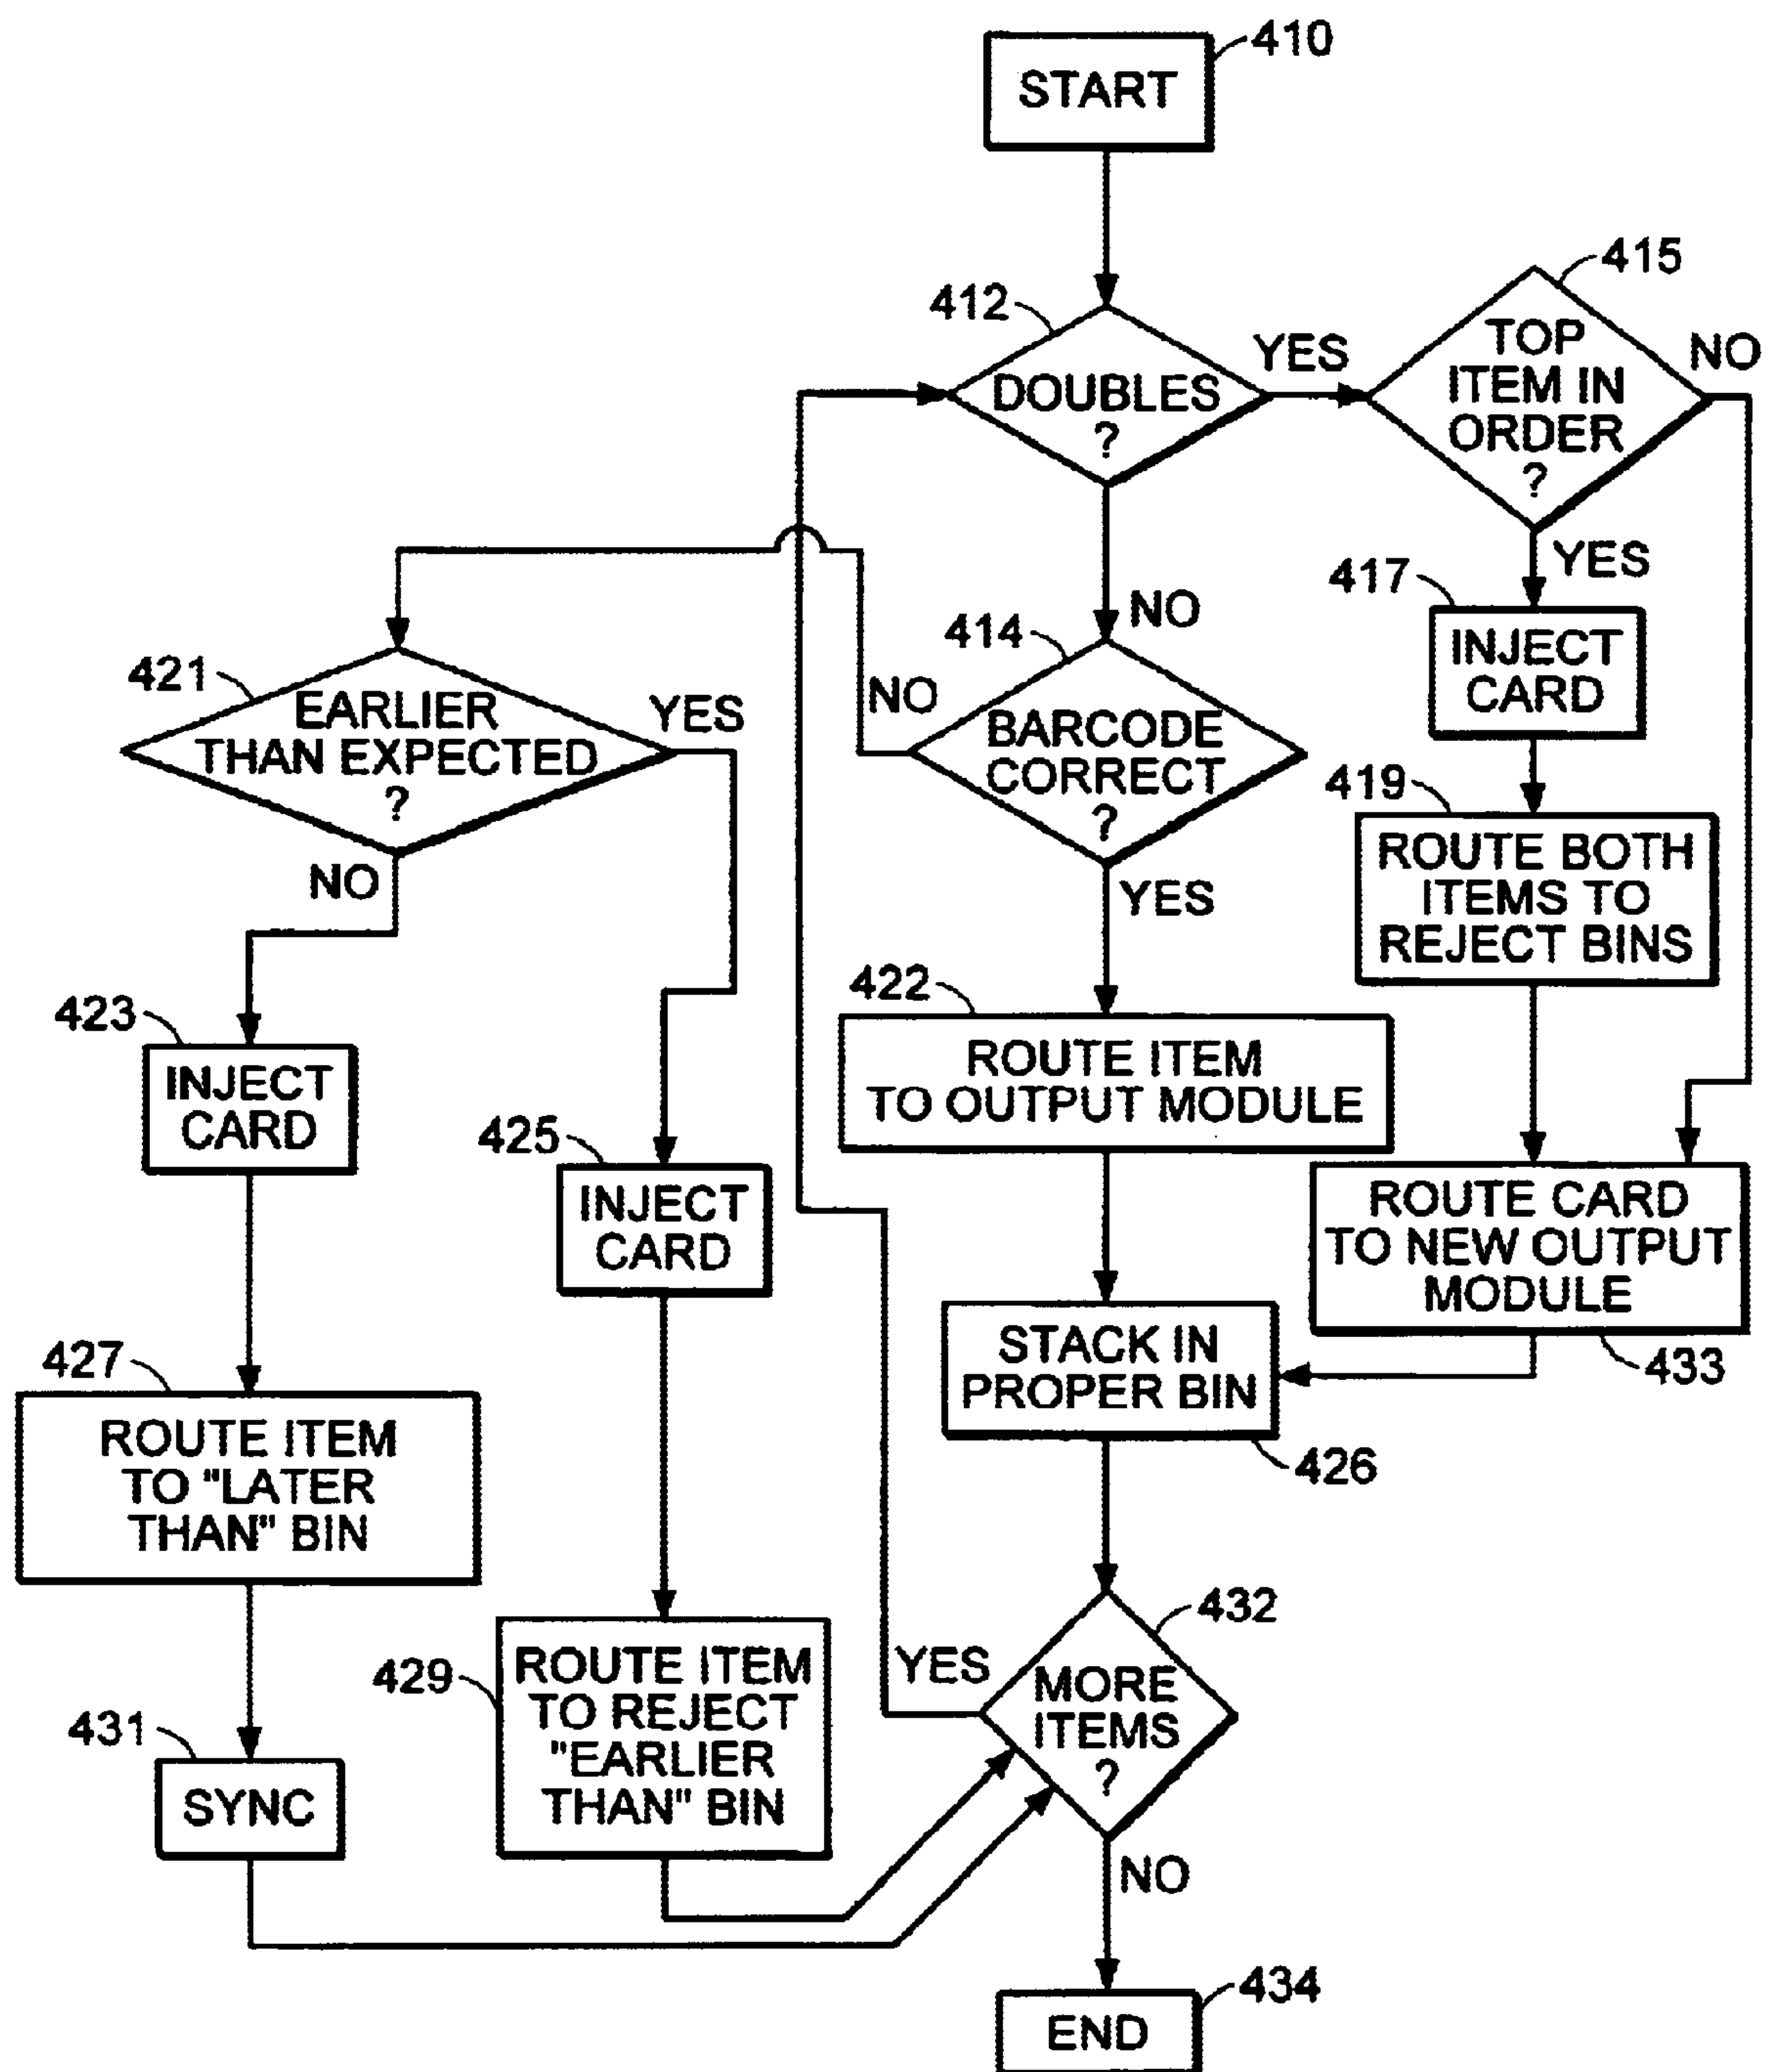 410
START
415
412
TOP
ITEM IN
ORDER
?
YES
NO
DOUBLES
?
YES
417
NO
INJECT
CARD
414
421
NO
EARLIER
THAN EXPECTED
?
YES
BARCODE
CORRECT
?
419
ROUTE BOTH
ITEMS TO
REJECT BINS
NO
YES
422
423
ROUTE ITEM
TO OUTPUT MODULE
INJECT
CARD
425
INJECT
CARD
ROUTE CARD
TO NEW OUTPUT
MODULE
433
STACK IN
PROPER BIN
426
427
ROUTE ITEM
TO "LATER
THAN" BIN
432
YES
MORE
ITEMS
?
429
ROUTE ITEM
TO REJECT
"EARLIER
THAN" BIN
431
SYNC
NO
434
END